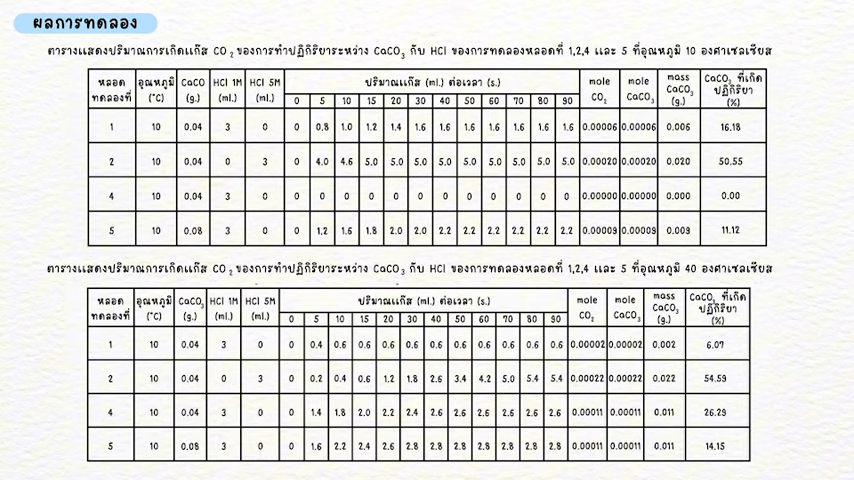 ผลการทดลอง
ตารางแสดงปริมาณการเกิดแก๊ส CO2 ของการทำปฏิกิริยาระหว่าง CaCO3 กับ HCl ของการทดลองหลอดที่ 1,2,4 และ 5 ที่อุณหภูมิ 10 องศาเซลเซียส
หลอดทดลองที่ อุณหภูมิ (°C) CaCO (g.) HCl 1M (ml.) HCl 5M (ml.) ปริมาณแก๊ส (ml.) ต่อเวลา (s.) mole CO2 mole CaCO3 mass CaCO3 (g.) CaCO3 ที่เกิดปฏิกิริยา (%)
0 5 10 15 20 30 40 50 60 70 80 90
1 10 0.04 3 0 0 0.8 1.0 1.2 1.4 1.6 1.6 1.6 1.6 1.6 1.6 1.6 0.00006 0.00006 0.006 16.18
2 10 0.04 0 3 0 4.0 4.6 5.0 5.0 5.0 5.0 5.0 5.0 5.0 5.0 5.0 0.00020 0.00020 0.020 50.55
4 10 0.04 3 0 0 0 0 0 0 0 0 0 0 0 0 0 0.00000 0.00000 0.000 0.00
5 10 0.08 3 0 0 1.2 1.6 1.8 2.0 2.0 2.2 2.2 2.2 2.2 2.2 2.2 0.00009 0.00009 0.009 11.12
ตารางแสดงปริมาณการเกิดแก๊ส CO2 ของการทำปฏิกิริยาระหว่าง CaCO3 กับ HCl ของการทดลองหลอดที่ 1,2,4 และ 5 ที่อุณหภูมิ 40 องศาเซลเซียส
หลอดทดลองที่ อุณหภูมิ (°C) CaCO3 (g.) HCl 1M (ml.) HCl 5M (ml.) ปริมาณแก๊ส (ml.) ต่อเวลา (s.) mole CO2 mole CaCO3 mass CaCO3 (g.) CaCO3 ที่เกิดปฏิกิริยา (%)
0 5 10 15 20 30 40 50 60 70 80 90
1 10 0.04 3 0 0 0.4 0.6 0.6 0.6 0.6 0.6 0.6 0.6 0.6 0.6 0.6 0.00002 0.00002 0.002 6.07
2 10 0.04 0 3 0 0.2 0.4 0.6 1.2 1.8 2.6 3.4 4.2 5.0 5.4 5.4 0.00022 0.00022 0.022 54.59
4 10 0.04 3 0 0 1.4 1.8 2.0 2.2 2.4 2.6 2.6 2.6 2.6 2.6 2.6 0.00011 0.00011 0.011 26.29
5 10 0.08 3 0 0 1.6 2.2 2.4 2.6 2.8 2.8 2.8 2.8 2.8 2.8 2.8 0.00011 0.00011 0.011 14.15